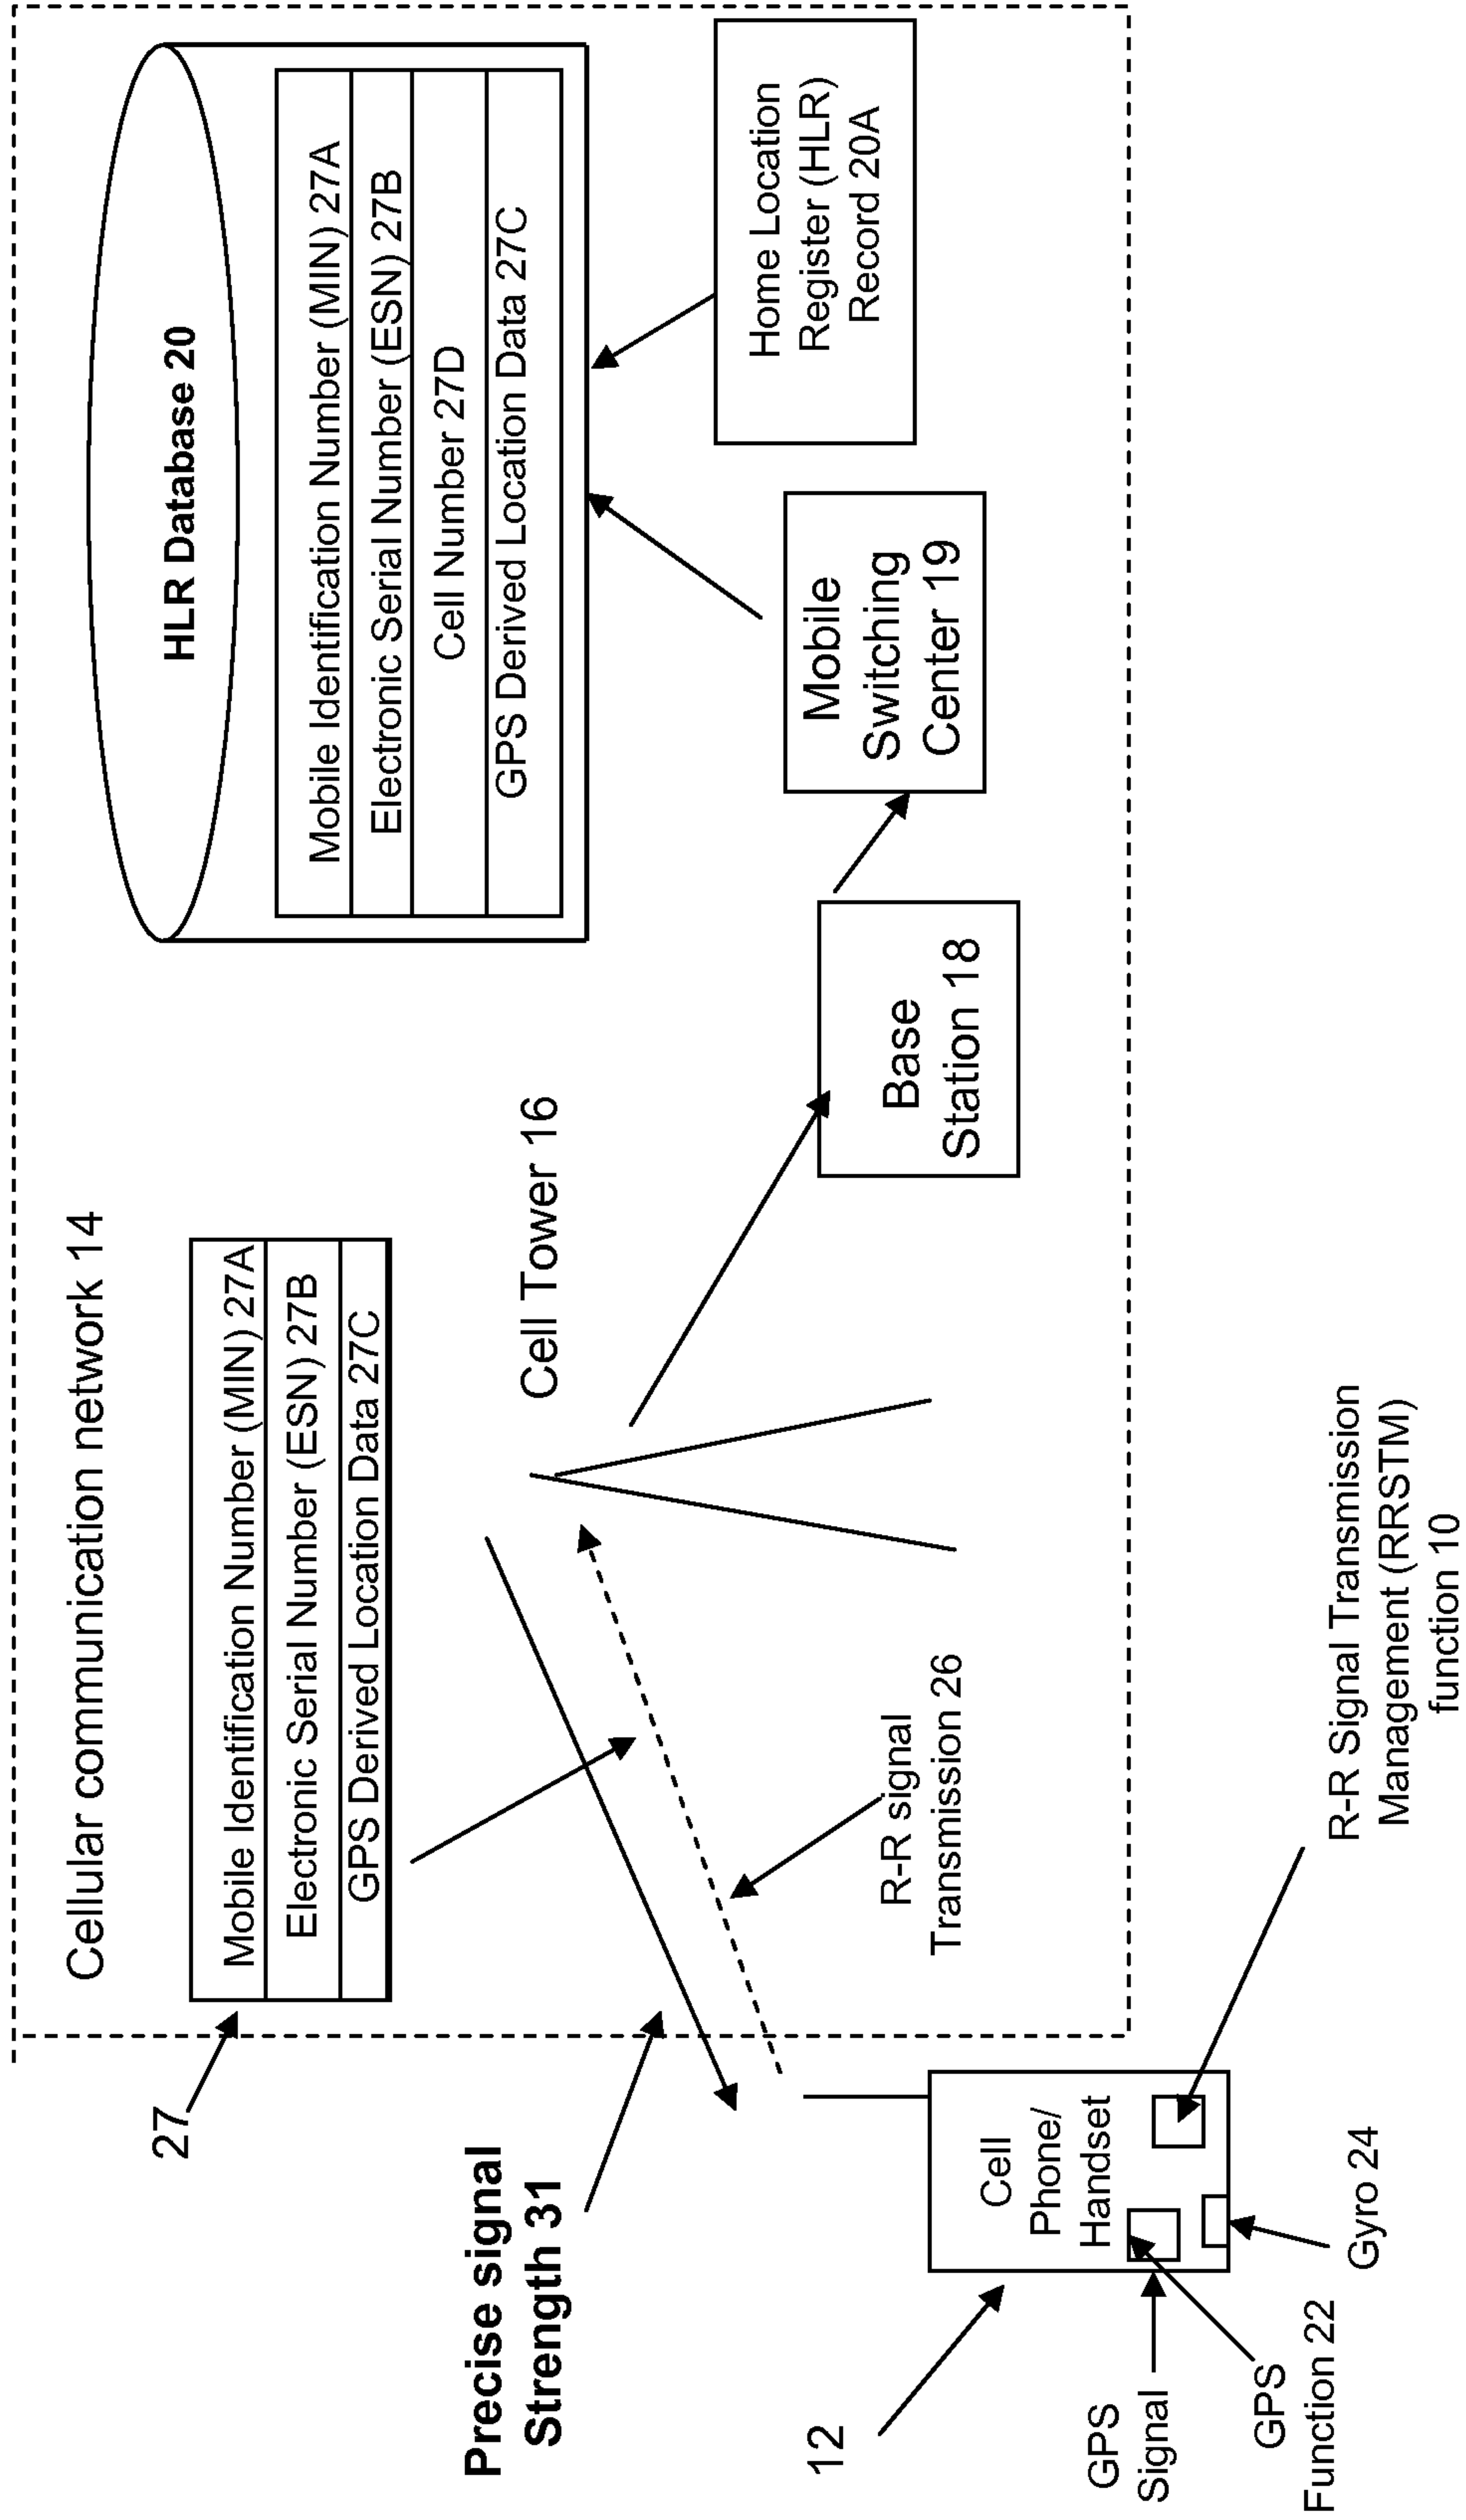 Cellular communication network 14
27
Mobile Identification Number (MIN) 27A
Electronic Serial Number (ESN) 27B
GPS Derived Location Data 27C
HLR Database 20
Mobile Identification Number (MIN) 27A
Electronic Serial Number (ESN) 27B
Cell Number 27D
GPS Derived Location Data 27C
Precise signal
Strength 31
Cell Tower 16
Home Location
Register (HLR)
Record 20A
Mobile
Switching
Center 19
Base
Station 18
R-R signal
Transmission 26
12
Cell
Phone/
Handset
GPS
Signal
GPS
Function 22
Gyro 24
R-R Signal Transmission
Management (RRSTM)
function 10